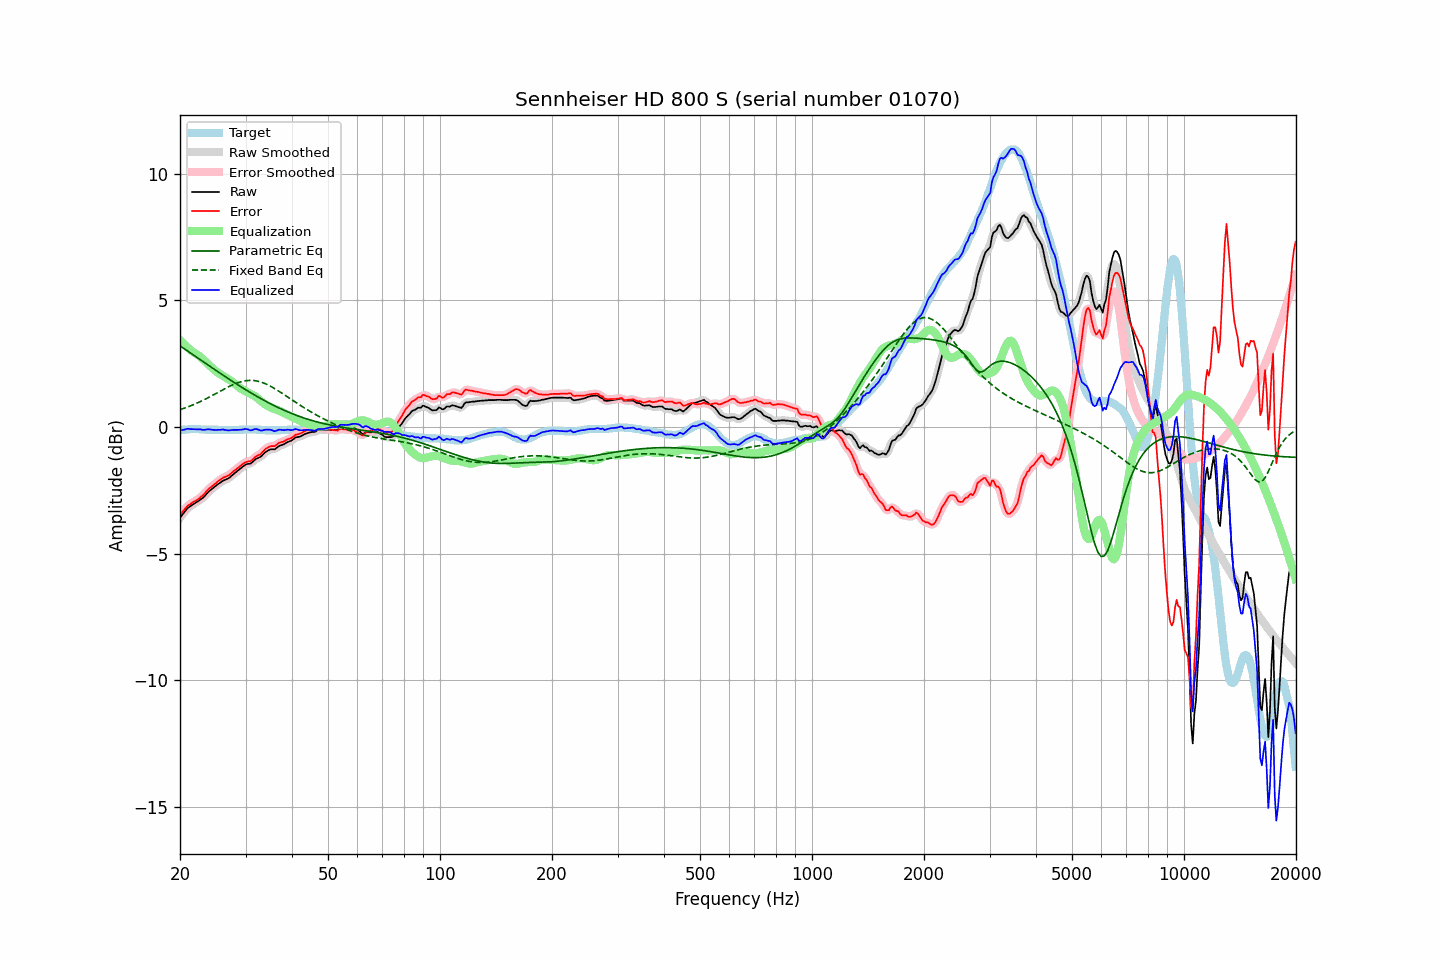 Sennheiser HD 800 S (serial number 01070)
Target
Raw Smoothed
Error Smoothed
Raw
Error
Equalization
Parametric Eq
Fixed Band Eq
Equalized
10
5
0
−5
−10
−15
Amplitude (dBr)
20 50 100 200 500 1000 2000 5000 10000 20000
Frequency (Hz)